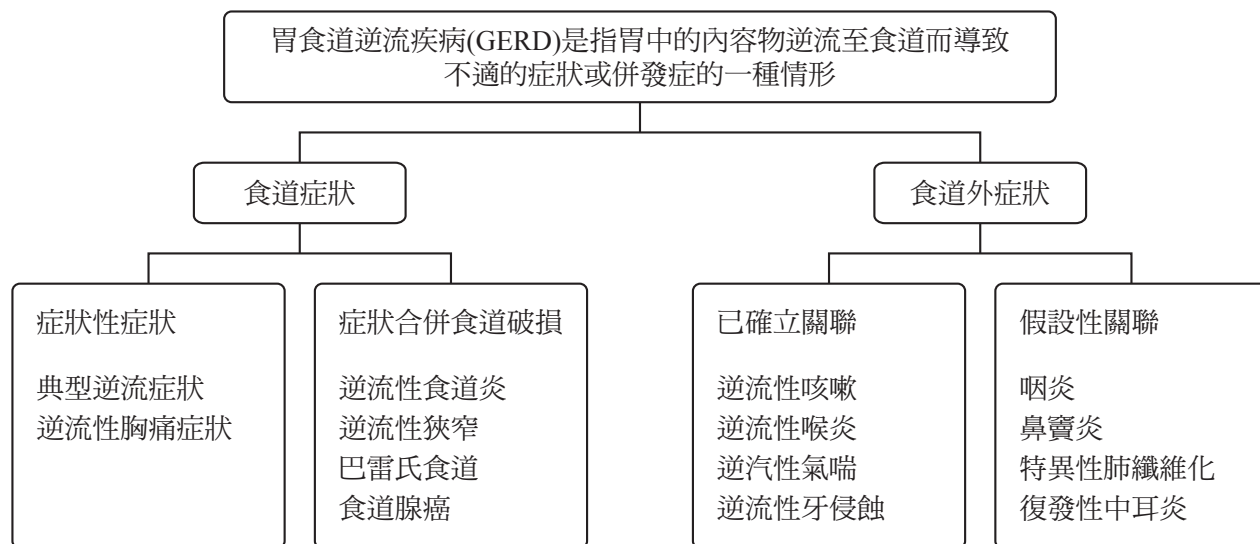 胃食道逆流疾病(GERD)是指胃中的內容物逆流至食道而導致
不適的症狀或併發症的一種情形
食道症狀
食道外症狀
症狀性症狀
典型逆流症狀
逆流性胸痛症狀
症狀合併食道破損
逆流性食道炎
逆流性狹窄
巴雷氏食道
食道腺癌
已確立關聯
逆流性咳嗽
逆流性喉炎
逆汽性氣喘
逆流性牙侵蝕
假設性關聯
咽炎
鼻竇炎
特異性肺纖維化
復發性中耳炎